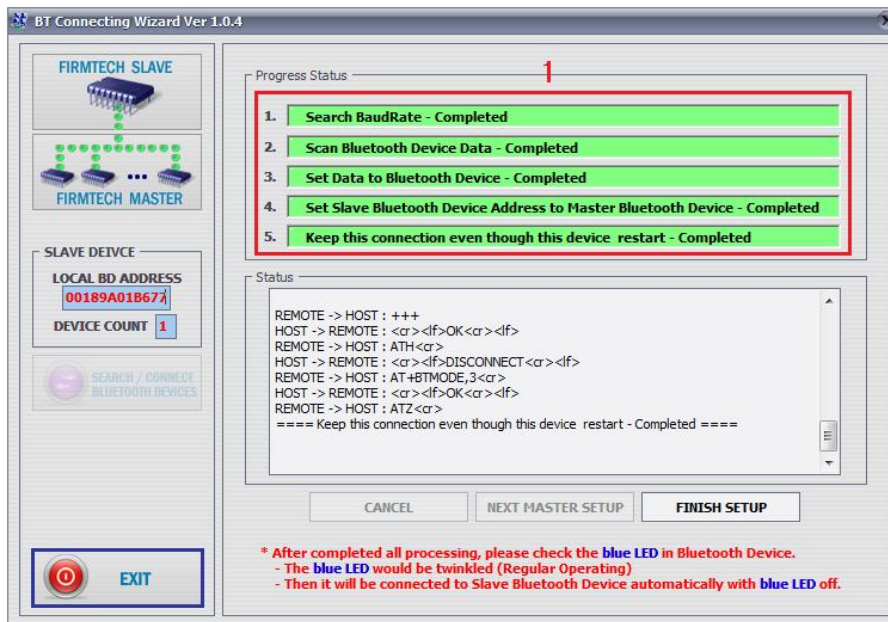 BT Connecting Wizard Ver 1.0.4
FIRMTECH SLAVE
FIRMTECH MASTER
SLAVE DEIVCE
LOCAL BD ADDRESS
00189A01B677
DEVICE COUNT 1
SEARCH / CONNECT
BLUETOOTH DEVICES
EXIT
Progress Status
1
1. Search BaudRate - Completed
2. Scan Bluetooth Device Data - Completed
3. Set Data to Bluetooth Device - Completed
4. Set Slave Bluetooth Device Address to Master Bluetooth Device - Completed
5. Keep this connection even though this device restart - Completed
Status
REMOTE -> HOST : +++
HOST -> REMOTE : <cr><lf>OK<cr><lf>
REMOTE -> HOST : ATH<cr>
HOST -> REMOTE : <cr><lf>DISCONNECT<cr><lf>
REMOTE -> HOST : AT+BTMODE,3<cr>
HOST -> REMOTE : <cr><lf>OK<cr><lf>
REMOTE -> HOST : ATZ<cr>
==== Keep this connection even though this device restart - Completed ====
CANCEL NEXT MASTER SETUP FINISH SETUP
* After completed all processing, please check the blue LED in Bluetooth Device.
- The blue LED would be twinkled (Regular Operating)
- Then it will be connected to Slave Bluetooth Device automatically with blue LED off.